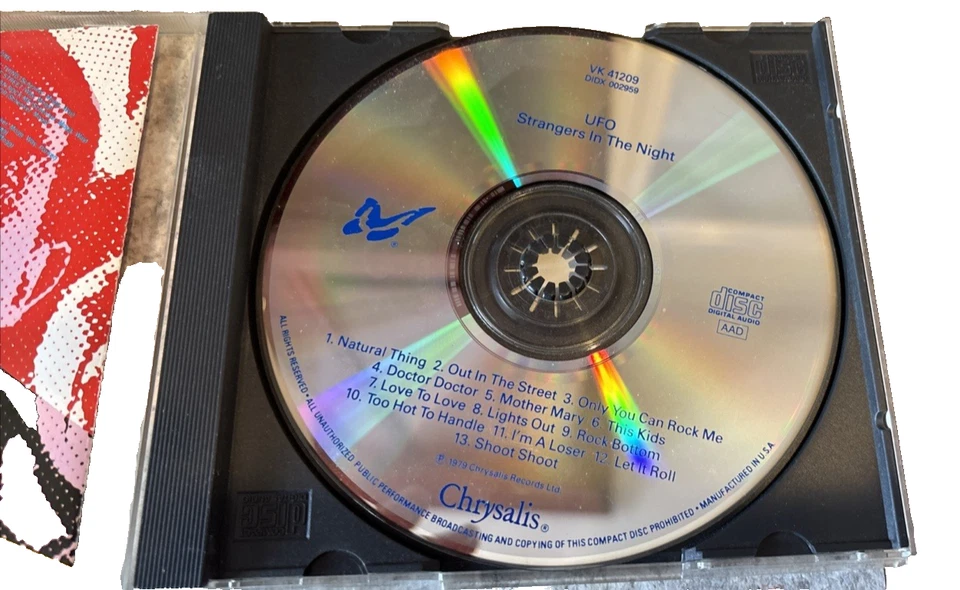 VK 41209
DIDX 002959
UFO
Strangers In The Night
®
COMPACT
disc
DIGITAL AUDIO
AAD
1. Natural Thing 2. Out In The Street 3. Only You Can Rock Me
4. Doctor Doctor 5. Mother Mary 6 This Kids
7. Love To Love 8. Lights Out 9. Rock Bottom
10. Too Hot To Handle 11. I'm A Loser 12. Let It Roll
13. Shoot Shoot
℗ 1979 Chrysalis Records Ltd.
Chrysalis®
ALL RIGHTS RESERVED • ALL UNAUTHORIZED PUBLIC PERFORMANCE BROADCASTING AND COPYING OF THIS COMPACT DISC PROHIBITED • MANUFACTURED IN U.S.A.